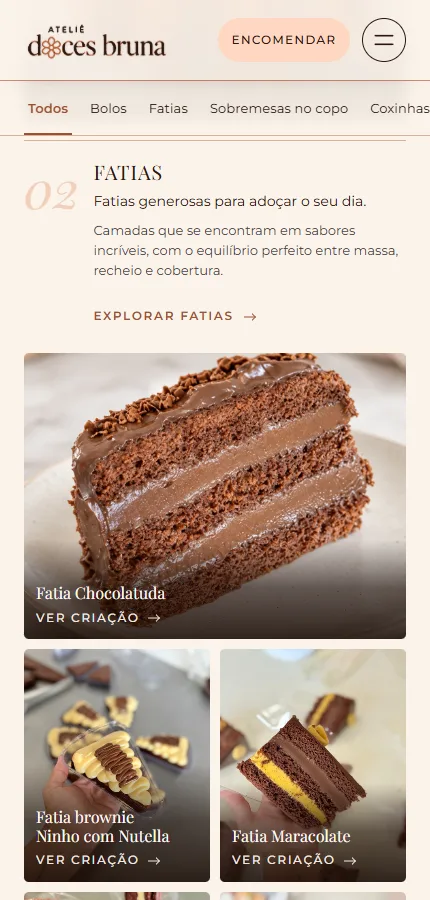 ATELIÊ
doces bruna
ENCOMENDAR
Todos Bolos Fatias Sobremesas no copo Coxinhas
02
FATIAS
Fatias generosas para adoçar o seu dia.
Camadas que se encontram em sabores
incríveis, com o equilíbrio perfeito entre massa,
recheio e cobertura.
EXPLORAR FATIAS →
Fatia Chocolatuda
VER CRIAÇÃO →
Fatia brownie
Ninho com Nutella
VER CRIAÇÃO →
Fatia Maracolate
VER CRIAÇÃO →